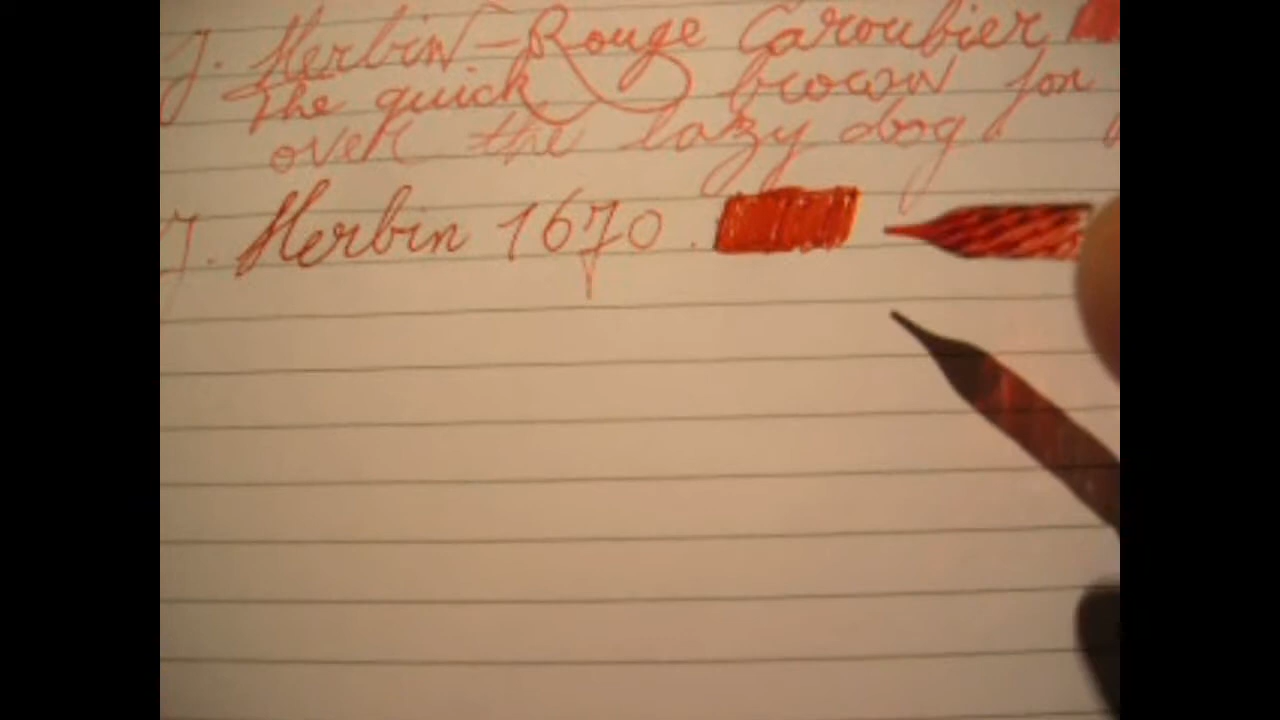 J. Herbin - Rouge Caroubier
The quick brown fox
over the lazy dog.
J. Herbin 1670.